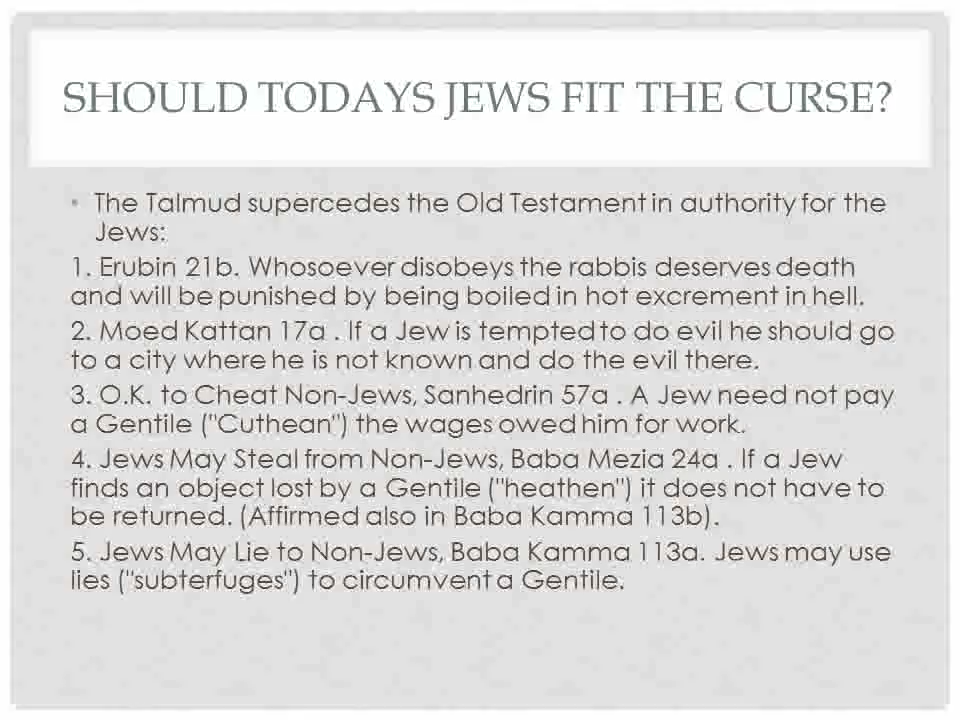 SHOULD TODAYS JEWS FIT THE CURSE?
• The Talmud supercedes the Old Testament in authority for the
Jews:
1. Erubin 21b. Whosoever disobeys the rabbis deserves death
and will be punished by being boiled in hot excrement in hell.
2. Moed Kattan 17a . If a Jew is tempted to do evil he should go
to a city where he is not known and do the evil there.
3. O.K. to Cheat Non-Jews, Sanhedrin 57a . A Jew need not pay
a Gentile ("Cuthean") the wages owed him for work.
4. Jews May Steal from Non-Jews, Baba Mezia 24a . If a Jew
finds an object lost by a Gentile ("heathen") it does not have to
be returned. (Affirmed also in Baba Kamma 113b).
5. Jews May Lie to Non-Jews, Baba Kamma 113a. Jews may use
lies ("subterfuges") to circumvent a Gentile.